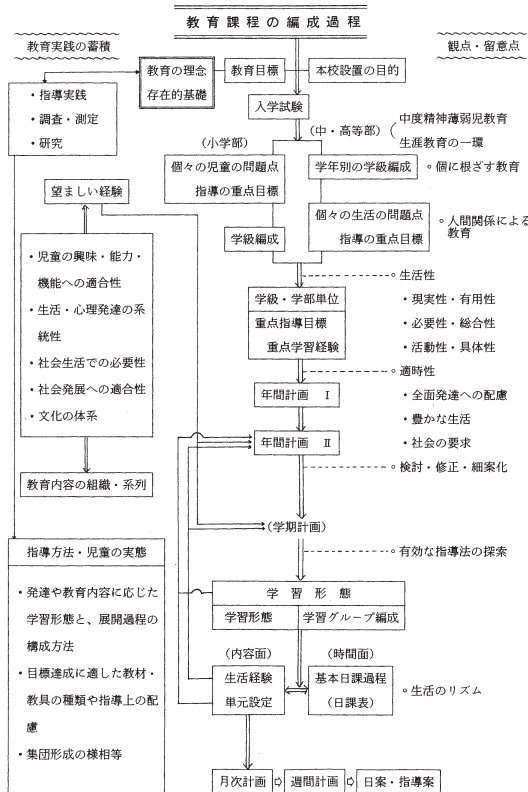 教育課程の編成過程
教育実践の蓄積
観点・留意点
教育の理念
存在的基礎
教育目標
本校設置の目的
・指導実践
・調査・測定
・研究
入学試験
(小学部)
(中・高等部)
中度精神薄弱児教育
生涯教育の一環
個々の児童の問題点
指導の重点目標
学年別の学級編成
○個に根ざす教育
望ましい経験
学級編成
個々の生活の問題点
指導の重点目標
○人間関係による
教育
・児童の興味・能力・
機能への適合性
・生活・心理発達の系
統性
・社会生活での必要性
・社会発展への適合性
・文化の体系
学級・学部単位
重点指導目標
重点学習経験
○生活性
・現実性・有用性
・必要性・総合性
・活動性・具体性
○適時性
・全面発達への配慮
・豊かな生活
・社会の要求
年間計画 Ⅰ
年間計画 Ⅱ
○検討・修正・細案化
教育内容の組織・系列
(学期計画)
○有効な指導法の探索
指導方法・児童の実態
・発達や教育内容に応じた
学習形態と、展開過程の
構成方法
・目標達成に適した教材・
教具の種類や指導上の配
慮
・集団形成の様相等
学習形態
学習形態
学習グループ編成
(内容面)
(時間面)
生活経験
単元設定
基本日課過程
(日課表)
○生活のリズム
月次計画
週間計画
日案・指導案